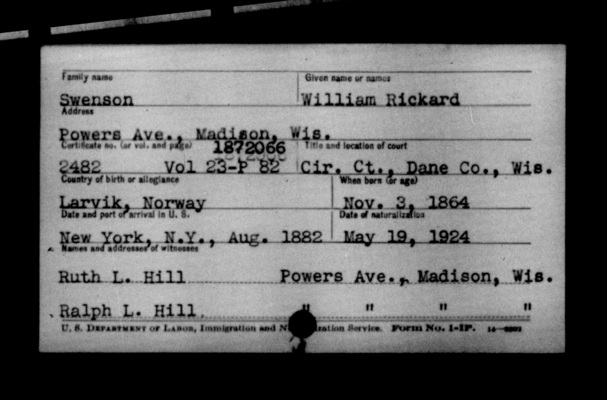 Family name Given name or names
Swenson William Rickard
Address
Powers Ave., Madison, Wis.
Certificate no. (or vol. and page) 1872066 Title and location of court
2482 Vol 23-P 82 Cir. Ct., Dane Co., Wis.
Country of birth or allegiance When born (or age)
Larvik, Norway Nov. 3, 1864
Date and port of arrival in U. S. Date of naturalization
New York, N.Y., Aug. 1882 May 19, 1924
Names and addresses of witnesses
Ruth L. Hill Powers Ave., Madison, Wis.
Ralph L. Hill " " " "
U. S. DEPARTMENT OF LABOR, Immigration and N ization Service. Form No. 1-IP.